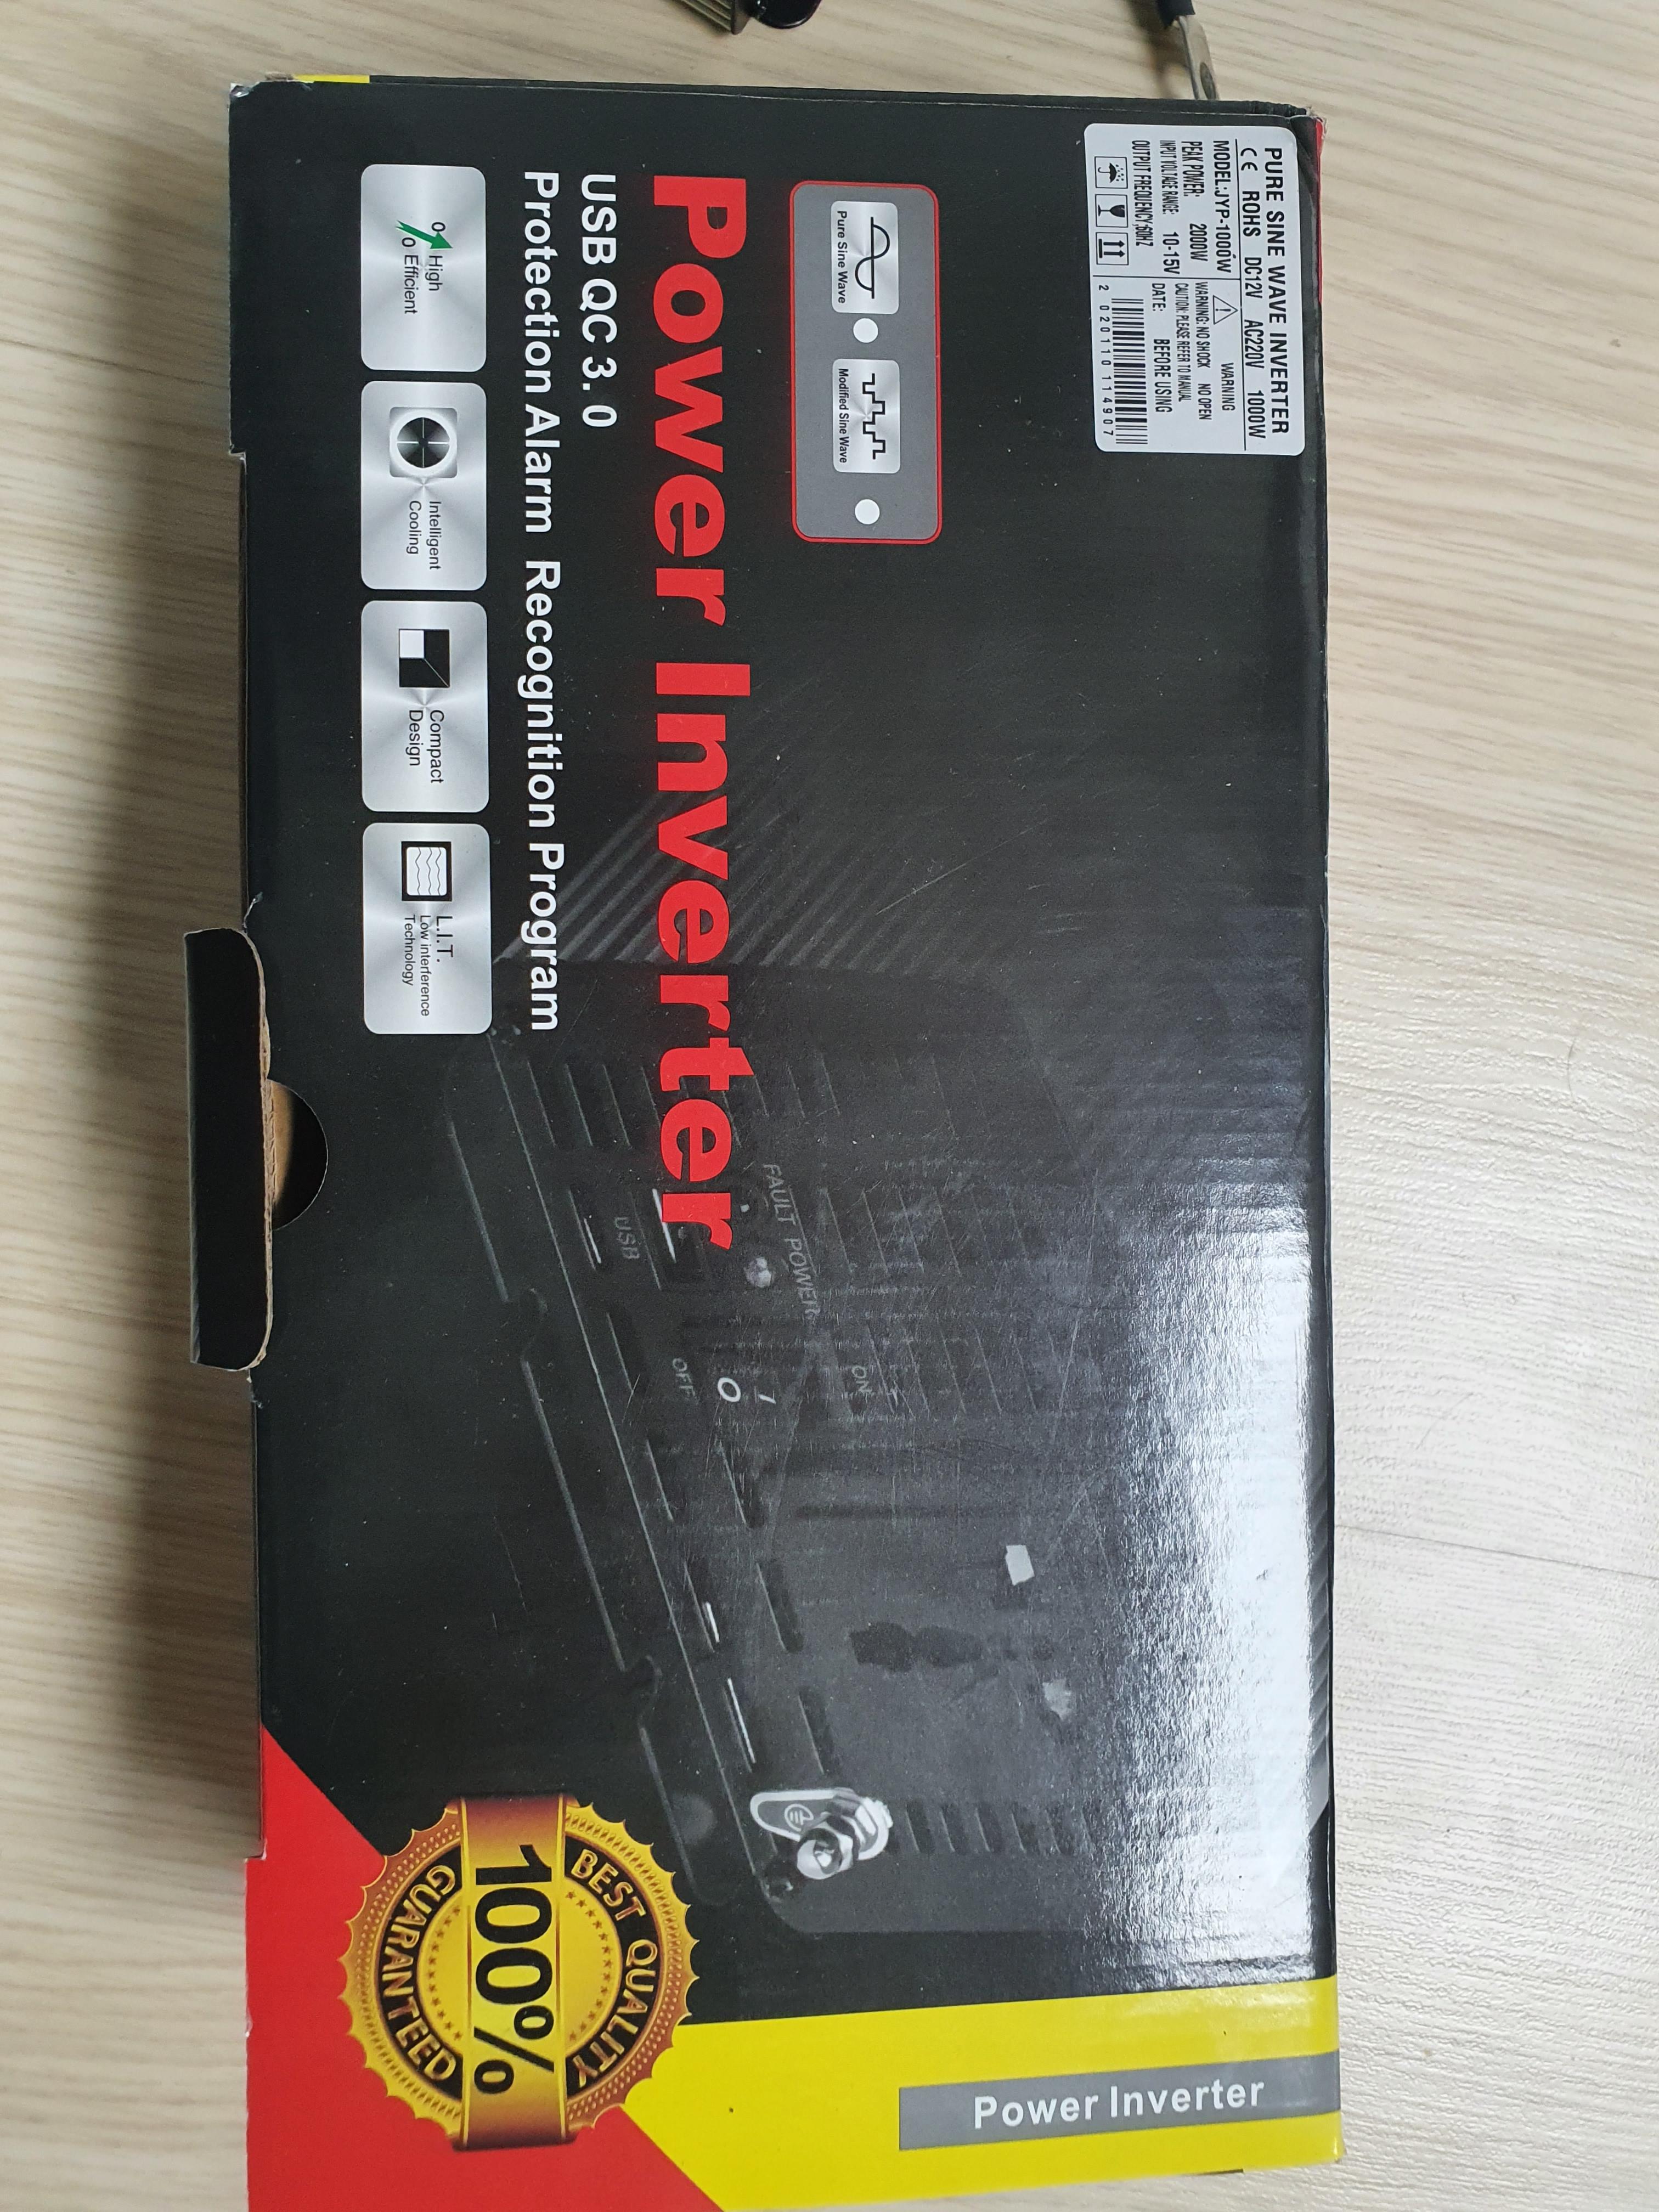 PURE SINE WAVE INVERTER
CE ROHS DC12V AC220V 1000W
MODEL:JYP-1000W
PEAK POWER: 2000W
INPUT VOLTAGE RANGE: 10-15V
OUTPUT FREQUENCY:60HZ
WARNING
WARNING: NO SHOCK NO OPEN
CAUTION: PLEASE REFER TO MANUAL
DATE: BEFORE USING
2020110114907
Pure Sine Wave
Modified Sine Wave
Power Inverter
USB QC 3.0
Protection Alarm Recognition Program
High
Efficient
Intelligent
Cooling
Compact
Design
L.I.T.
Low interference
Technology
FAULT POWER
USB
ON
OFF
BEST QUALITY
100%
GUARANTEED
Power Inverter